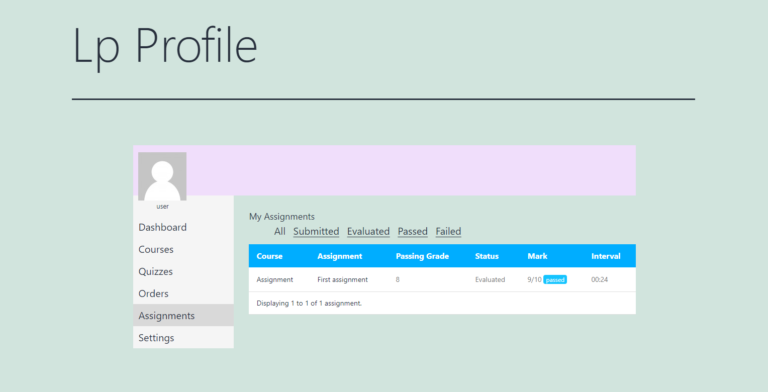 Lp Profile
user
Dashboard
Courses
Quizzes
Orders
Assignments
Settings
My Assignments
All Submitted Evaluated Passed Failed
Course Assignment Passing Grade Status Mark Interval
Assignment First assignment 8 Evaluated 9/10 passed 00:24
Displaying 1 to 1 of 1 assignment.